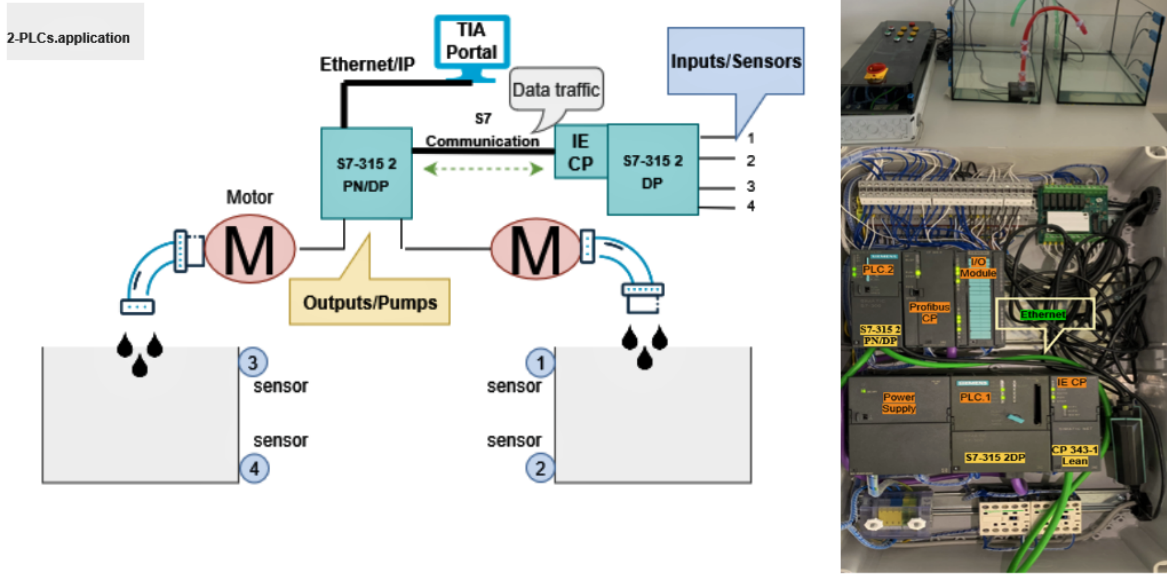 2-PLCs.application
TIA
Portal
Ethernet/IP
Data traffic
Inputs/Sensors
S7
Communication
S7-315 2
PN/DP
IE
CP
S7-315 2
DP
1
2
3
4
Motor
M
M
Outputs/Pumps
3
sensor
sensor
4
1
sensor
sensor
2
PLC.2
I/O
Module
Profibus
CP
Ethernet
S7-315 2
PN/DP
Power
Supply
SIEMENS
PLC.1
IE CP
S7-315 2DP
CP 343-1
Lean